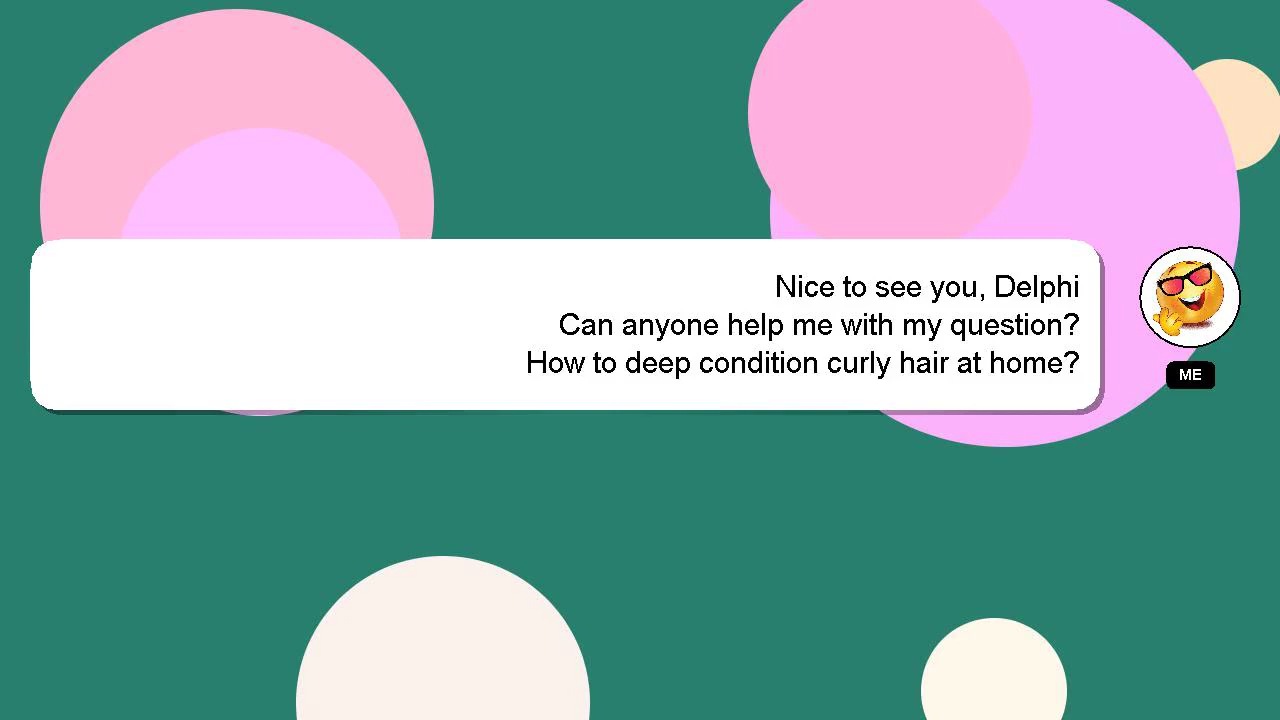 Nice to see you, Delphi
Can anyone help me with my question?
How to deep condition curly hair at home?
ME